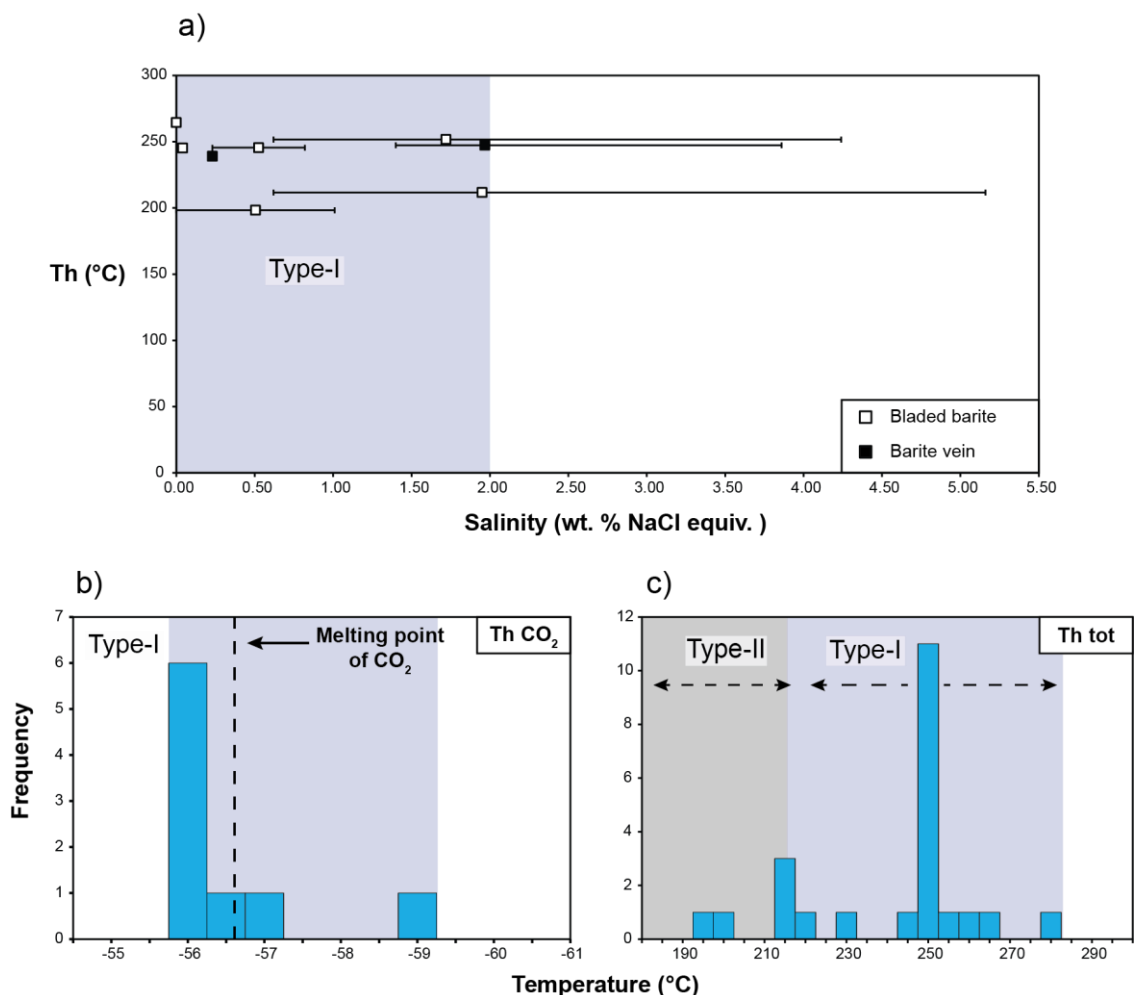 a)
300
250
200
150
100
50
0
Th (°C)
Type-I
Bladed barite
Barite vein
0.00 0.50 1.00 1.50 2.00 2.50 3.00 3.50 4.00 4.50 5.00 5.50
Salinity (wt. % NaCl equiv. )
b)
7
6
5
4
3
2
1
0
Frequency
Type-I
Melting point
of CO₂
Th CO₂
-55 -56 -57 -58 -59 -60 -61
c)
12
10
8
6
4
2
0
Type-II
Type-I
Th tot
190 210 230 250 270 290
Temperature (°C)